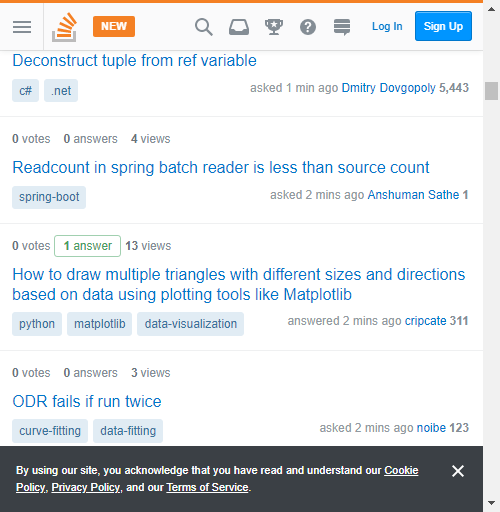 NEW
Log In
Sign Up
Deconstruct tuple from ref variable
c# .net
asked 1 min ago Dmitry Dovgopoly 5,443
0 votes 0 answers 4 views
Readcount in spring batch reader is less than source count
spring-boot
asked 2 mins ago Anshuman Sathe 1
0 votes 1 answer 13 views
How to draw multiple triangles with different sizes and directions
based on data using plotting tools like Matplotlib
python matplotlib data-visualization
answered 2 mins ago cripcate 311
0 votes 0 answers 3 views
ODR fails if run twice
curve-fitting data-fitting
asked 2 mins ago noibe 123
By using our site, you acknowledge that you have read and understand our Cookie
Policy, Privacy Policy, and our Terms of Service.